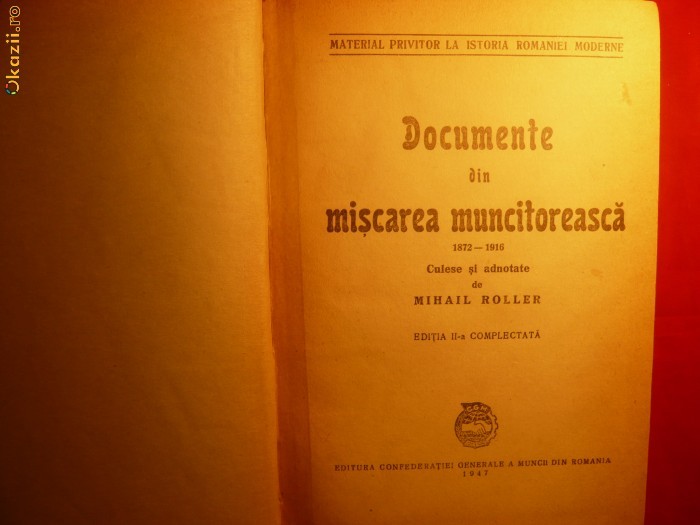 Okazii.ro
MATERIAL PRIVITOR LA ISTORIA ROMANIEI MODERNE
Documente
din
mișcarea muncitorească
1872 — 1916
Culese și adnotate
de
MIHAIL ROLLER
EDIȚIA II-a COMPLECTATĂ
C.G.M.
EDITURA CONFEDERAȚIEI GENERALE A MUNCII DIN ROMANIA
1947